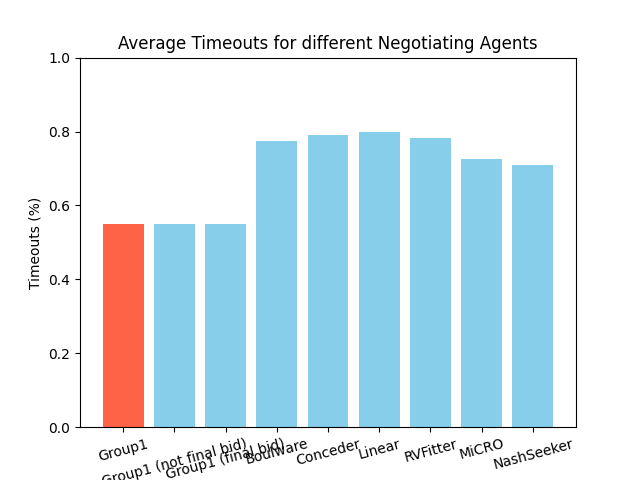 Average Timeouts for different Negotiating Agents
1.0
0.8
0.6
0.4
0.2
0.0
Timeouts (%)
Group1
Group1 (not final bid)
Group1 (final bid)
Boulware
Conceder
Linear
RVFitter
MiCRO
NashSeeker